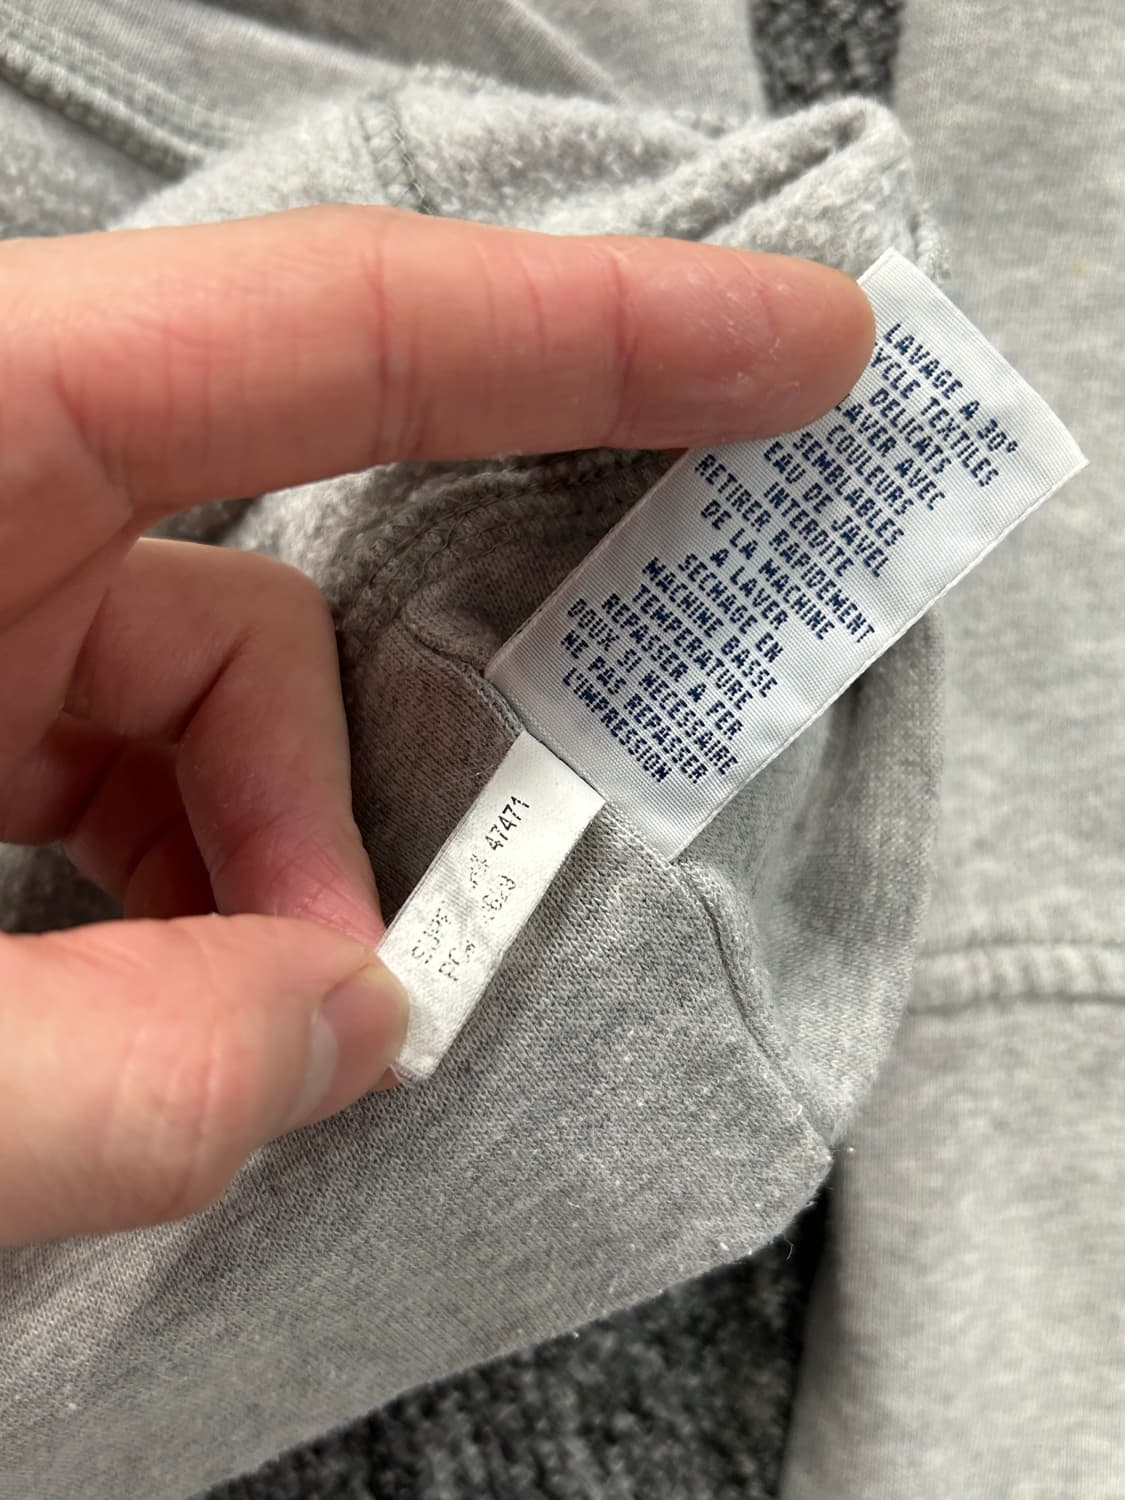 LAVAGE A 30°
YCLE TEXTILES
DELICATS
LAVER AVEC
COULEURS
SEMBLABLES
EAU DE JAVEL
INTERDITE
RETIRER RAPIDEMENT
DE LA MACHINE
A LAVER
SECHAGE EN
MACHINE BASSE
TEMPERATURE
REPASSER A FER
DOUX SI NECESSAIRE
NE PAS REPASSER
L'IMPRESSION
47471